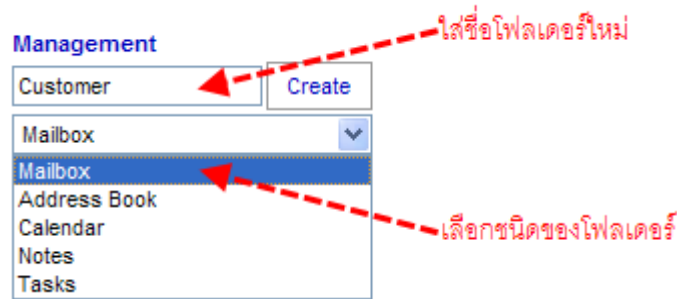 ใส่ชื่อโฟลเดอร์ใหม่
Management
Customer Create
Mailbox
Mailbox
Address Book
Calendar
เลือกชนิดของโฟลเดอร์
Notes
Tasks